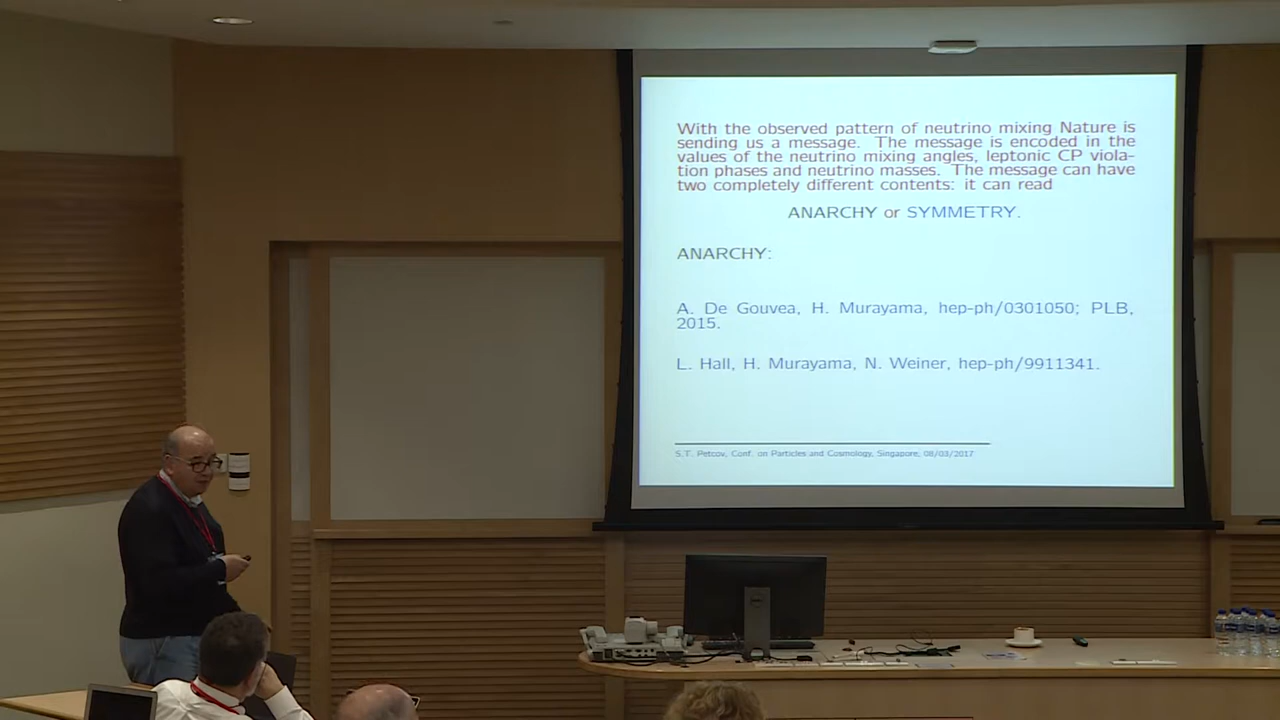 With the observed pattern of neutrino mixing Nature is
sending us a message. The message is encoded in the
values of the neutrino mixing angles, leptonic CP viola-
tion phases and neutrino masses. The message can have
two completely different contents: it can read
ANARCHY or SYMMETRY.
ANARCHY:
A. De Gouvea, H. Murayama, hep-ph/0301050; PLB,
2015.
L. Hall, H. Murayama, N. Weiner, hep-ph/9911341.
S.T. Petcov, Conf. on Particles and Cosmology, Singapore, 08/03/2017